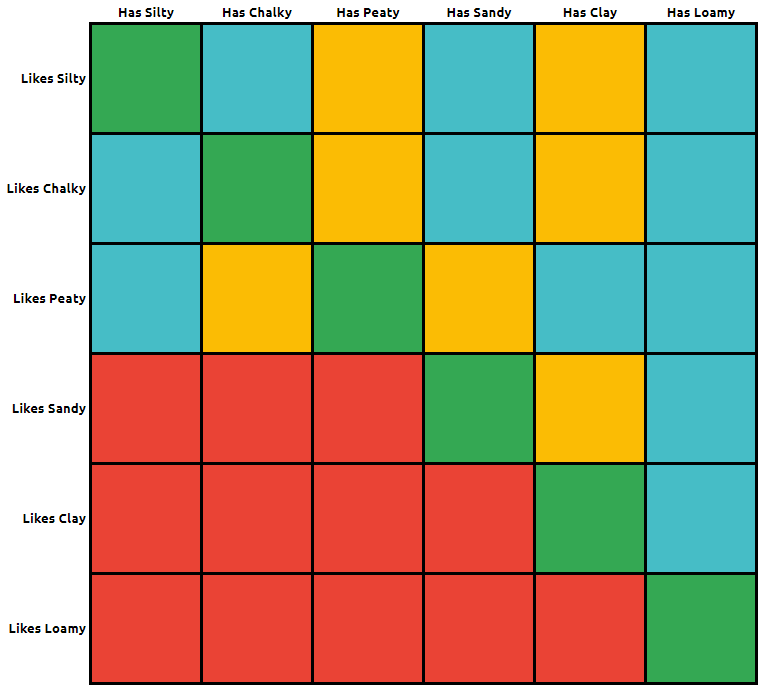 Has Silty Has Chalky Has Peaty Has Sandy Has Clay Has Loamy
Likes Silty
Likes Chalky
Likes Peaty
Likes Sandy
Likes Clay
Likes Loamy